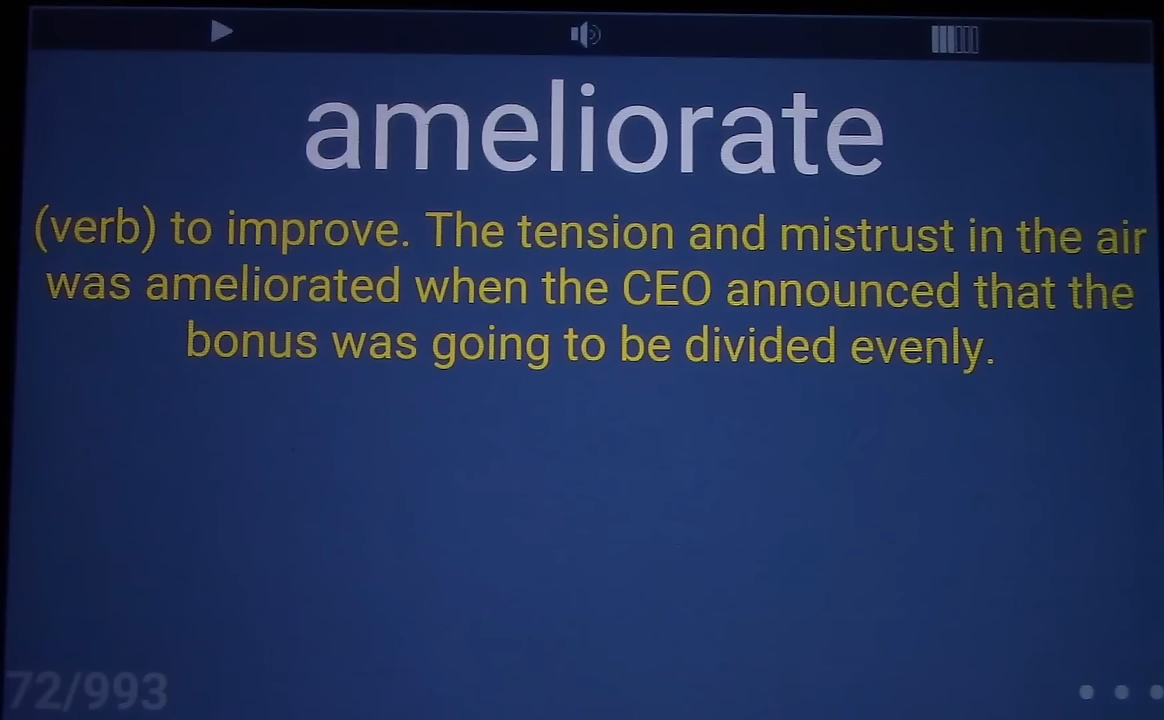 ameliorate
(verb) to improve. The tension and mistrust in the air
was ameliorated when the CEO announced that the
bonus was going to be divided evenly.
72/993